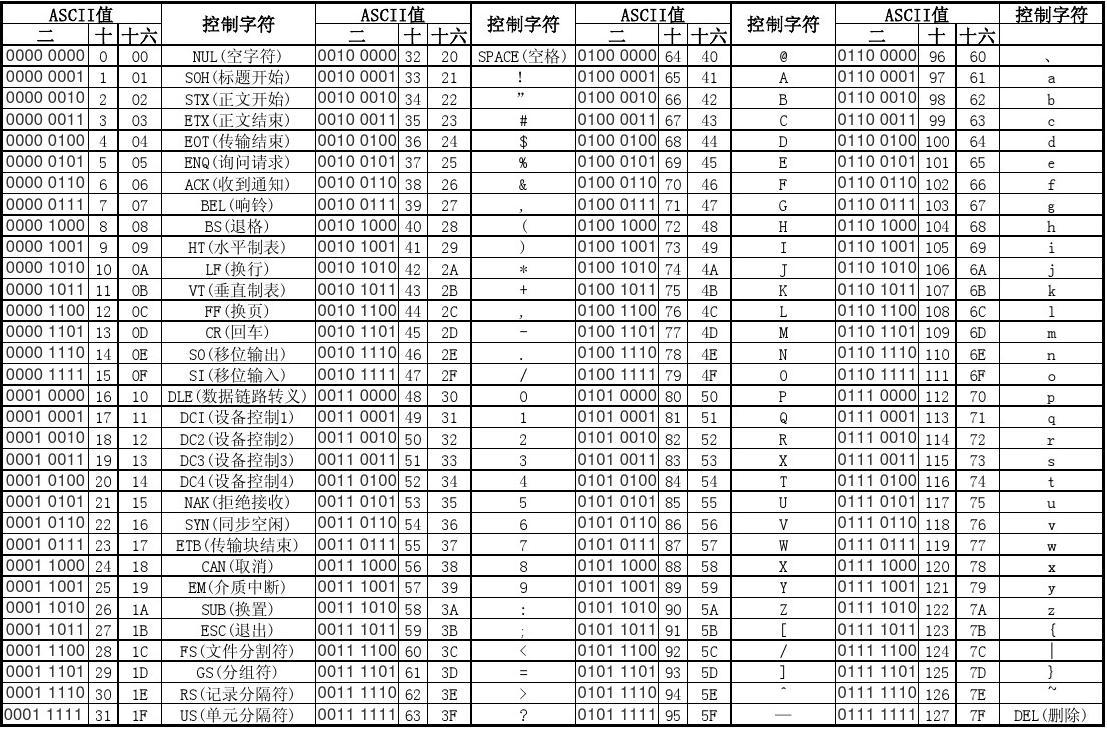 ASCII值 控制字符 ASCII值 控制字符 ASCII值 控制字符 ASCII值 控制字符
二 十 十六 二 十 十六 二 十 十六 二 十 十六
0000 0000 0 00 NUL(空字符) 0010 0000 32 20 SPACE(空格) 0100 0000 64 40 @ 0110 0000 96 60 、
0000 0001 1 01 SOH(标题开始) 0010 0001 33 21 ! 0100 0001 65 41 A 0110 0001 97 61 a
0000 0010 2 02 STX(正文开始) 0010 0010 34 22 ” 0100 0010 66 42 B 0110 0010 98 62 b
0000 0011 3 03 ETX(正文结束) 0010 0011 35 23 # 0100 0011 67 43 C 0110 0011 99 63 c
0000 0100 4 04 EOT(传输结束) 0010 0100 36 24 $ 0100 0100 68 44 D 0110 0100 100 64 d
0000 0101 5 05 ENQ(询问请求) 0010 0101 37 25 % 0100 0101 69 45 E 0110 0101 101 65 e
0000 0110 6 06 ACK(收到通知) 0010 0110 38 26 & 0100 0110 70 46 F 0110 0110 102 66 f
0000 0111 7 07 BEL(响铃) 0010 0111 39 27 , 0100 0111 71 47 G 0110 0111 103 67 g
0000 1000 8 08 BS(退格) 0010 1000 40 28 ( 0100 1000 72 48 H 0110 1000 104 68 h
0000 1001 9 09 HT(水平制表) 0010 1001 41 29 ) 0100 1001 73 49 I 0110 1001 105 69 i
0000 1010 10 0A LF(换行) 0010 1010 42 2A * 0100 1010 74 4A J 0110 1010 106 6A j
0000 1011 11 0B VT(垂直制表) 0010 1011 43 2B + 0100 1011 75 4B K 0110 1011 107 6B k
0000 1100 12 0C FF(换页) 0010 1100 44 2C , 0100 1100 76 4C L 0110 1100 108 6C l
0000 1101 13 0D CR(回车) 0010 1101 45 2D - 0100 1101 77 4D M 0110 1101 109 6D m
0000 1110 14 0E SO(移位输出) 0010 1110 46 2E . 0100 1110 78 4E N 0110 1110 110 6E n
0000 1111 15 0F SI(移位输入) 0010 1111 47 2F / 0100 1111 79 4F O 0110 1111 111 6F o
0001 0000 16 10 DLE(数据链路转义) 0011 0000 48 30 0 0101 0000 80 50 P 0111 0000 112 70 p
0001 0001 17 11 DCI(设备控制1) 0011 0001 49 31 1 0101 0001 81 51 Q 0111 0001 113 71 q
0001 0010 18 12 DC2(设备控制2) 0011 0010 50 32 2 0101 0010 82 52 R 0111 0010 114 72 r
0001 0011 19 13 DC3(设备控制3) 0011 0011 51 33 3 0101 0011 83 53 X 0111 0011 115 73 s
0001 0100 20 14 DC4(设备控制4) 0011 0100 52 34 4 0101 0100 84 54 T 0111 0100 116 74 t
0001 0101 21 15 NAK(拒绝接收) 0011 0101 53 35 5 0101 0101 85 55 U 0111 0101 117 75 u
0001 0110 22 16 SYN(同步空闲) 0011 0110 54 36 6 0101 0110 86 56 V 0111 0110 118 76 v
0001 0111 23 17 ETB(传输块结束) 0011 0111 55 37 7 0101 0111 87 57 W 0111 0111 119 77 w
0001 1000 24 18 CAN(取消) 0011 1000 56 38 8 0101 1000 88 58 X 0111 1000 120 78 x
0001 1001 25 19 EM(介质中断) 0011 1001 57 39 9 0101 1001 89 59 Y 0111 1001 121 79 y
0001 1010 26 1A SUB(换置) 0011 1010 58 3A : 0101 1010 90 5A Z 0111 1010 122 7A z
0001 1011 27 1B ESC(退出) 0011 1011 59 3B ; 0101 1011 91 5B [ 0111 1011 123 7B {
0001 1100 28 1C FS(文件分割符) 0011 1100 60 3C < 0101 1100 92 5C / 0111 1100 124 7C |
0001 1101 29 1D GS(分组符) 0011 1101 61 3D = 0101 1101 93 5D ] 0111 1101 125 7D }
0001 1110 30 1E RS(记录分隔符) 0011 1110 62 3E > 0101 1110 94 5E ^ 0111 1110 126 7E ~
0001 1111 31 1F US(单元分隔符) 0011 1111 63 3F ? 0101 1111 95 5F — 0111 1111 127 7F DEL(删除)